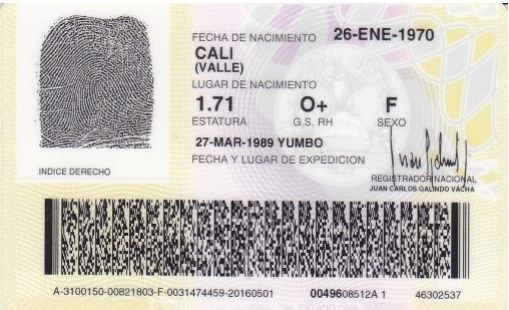 FECHA DE NACIMIENTO 26-ENE-1970
CALI
(VALLE)
LUGAR DE NACIMIENTO
1.71 O+ F
ESTATURA G.S. RH SEXO
27-MAR-1989 YUMBO
FECHA Y LUGAR DE EXPEDICION
INDICE DERECHO
REGISTRADOR NACIONAL
JUAN CARLOS GALINDO VÁCHA
A-3100150-00821803-F-0031474459-20160501 0049608512A 1 46302537